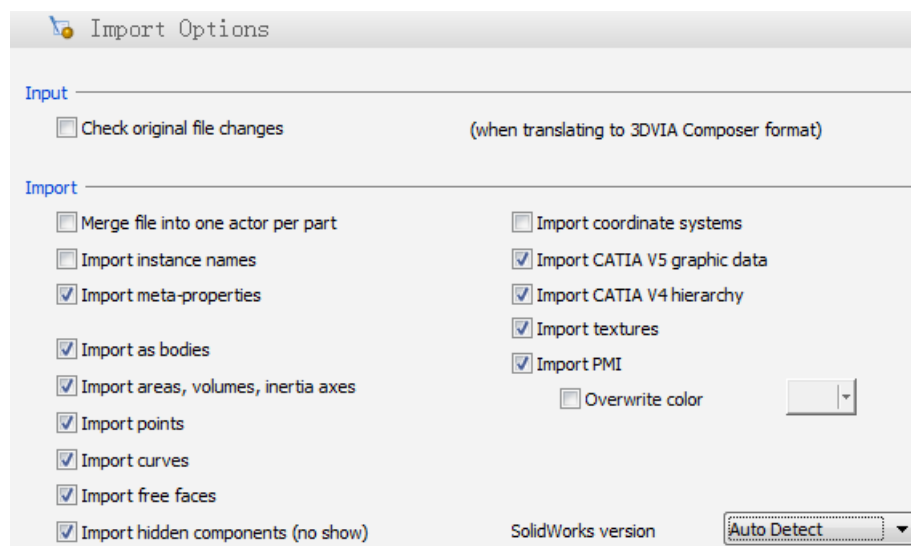 Import Options
Input
Check original file changes (when translating to 3DVIA Composer format)
Import
Merge file into one actor per part Import coordinate systems
Import instance names Import CATIA V5 graphic data
Import meta-properties Import CATIA V4 hierarchy
Import textures
Import as bodies
Import PMI
Import areas, volumes, inertia axes
Overwrite color
Import points
Import curves
Import free faces
Import hidden components (no show) SolidWorks version Auto Detect